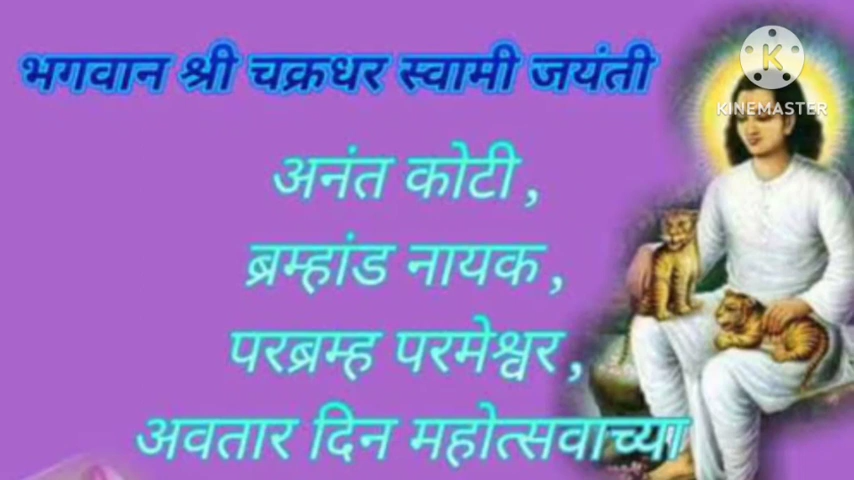 भगवान श्री चक्रधर स्वामी जयंती
K
KINEMASTER
अनंत कोटी,
ब्रम्हांड नायक,
परब्रम्ह परमेश्वर,
अवतार दिन महोत्सवाच्या